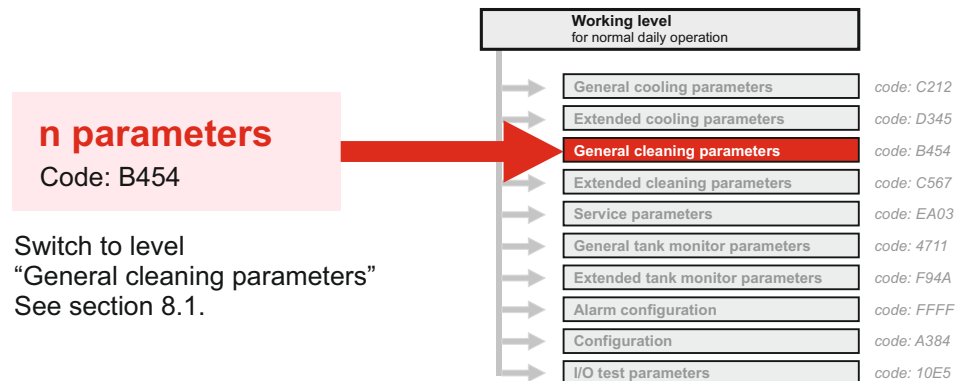 Working level
for normal daily operation
General cooling parameters code: C212
Extended cooling parameters code: D345
n parameters
General cleaning parameters code: B454
Code: B454
Extended cleaning parameters code: C567
Service parameters code: EA03
Switch to level
General tank monitor parameters code: 4711
“General cleaning parameters”
Extended tank monitor parameters code: F94A
See section 8.1.
Alarm configuration code: FFFF
Configuration code: A384
I/O test parameters code: 10E5